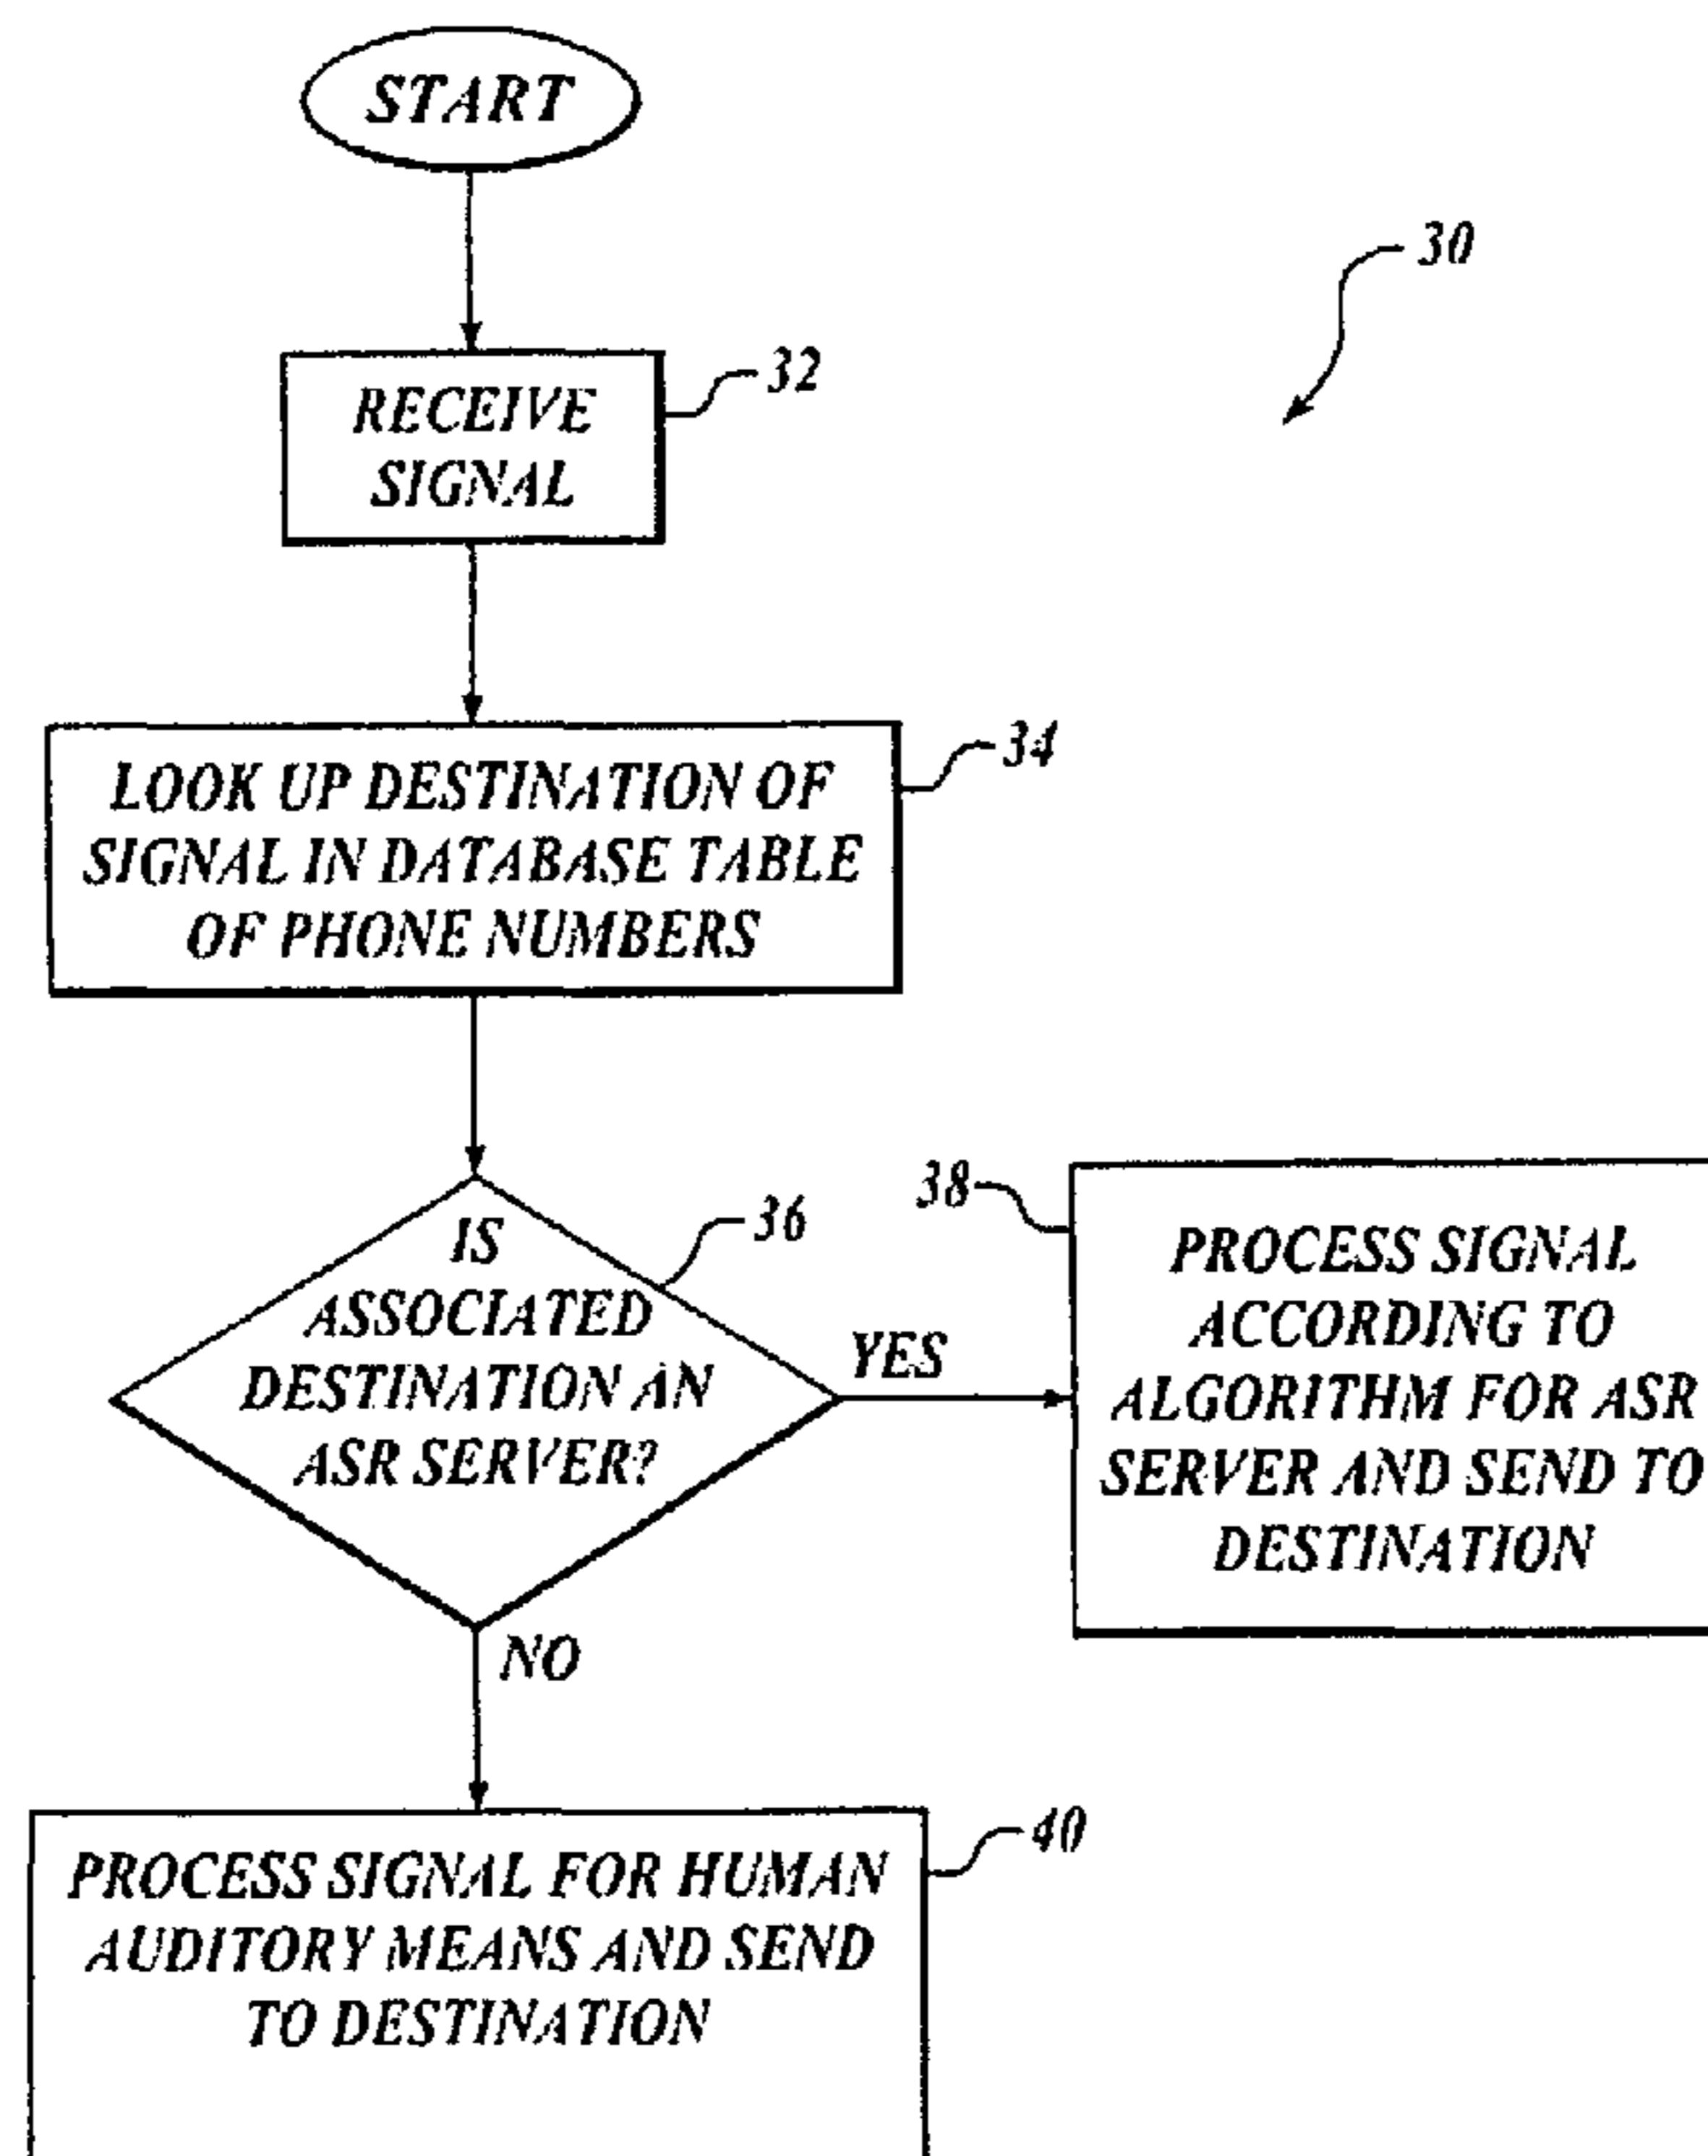 START
30
RECEIVE
SIGNAL
32
LOOK UP DESTINATION OF
SIGNAL IN DATABASE TABLE
OF PHONE NUMBERS
34
IS
ASSOCIATED
DESTINATION AN
ASR SERVER?
36
YES
38
PROCESS SIGNAL
ACCORDING TO
ALGORITHM FOR ASR
SERVER AND SEND TO
DESTINATION
NO
PROCESS SIGNAL FOR HUMAN
AUDITORY MEANS AND SEND
TO DESTINATION
40